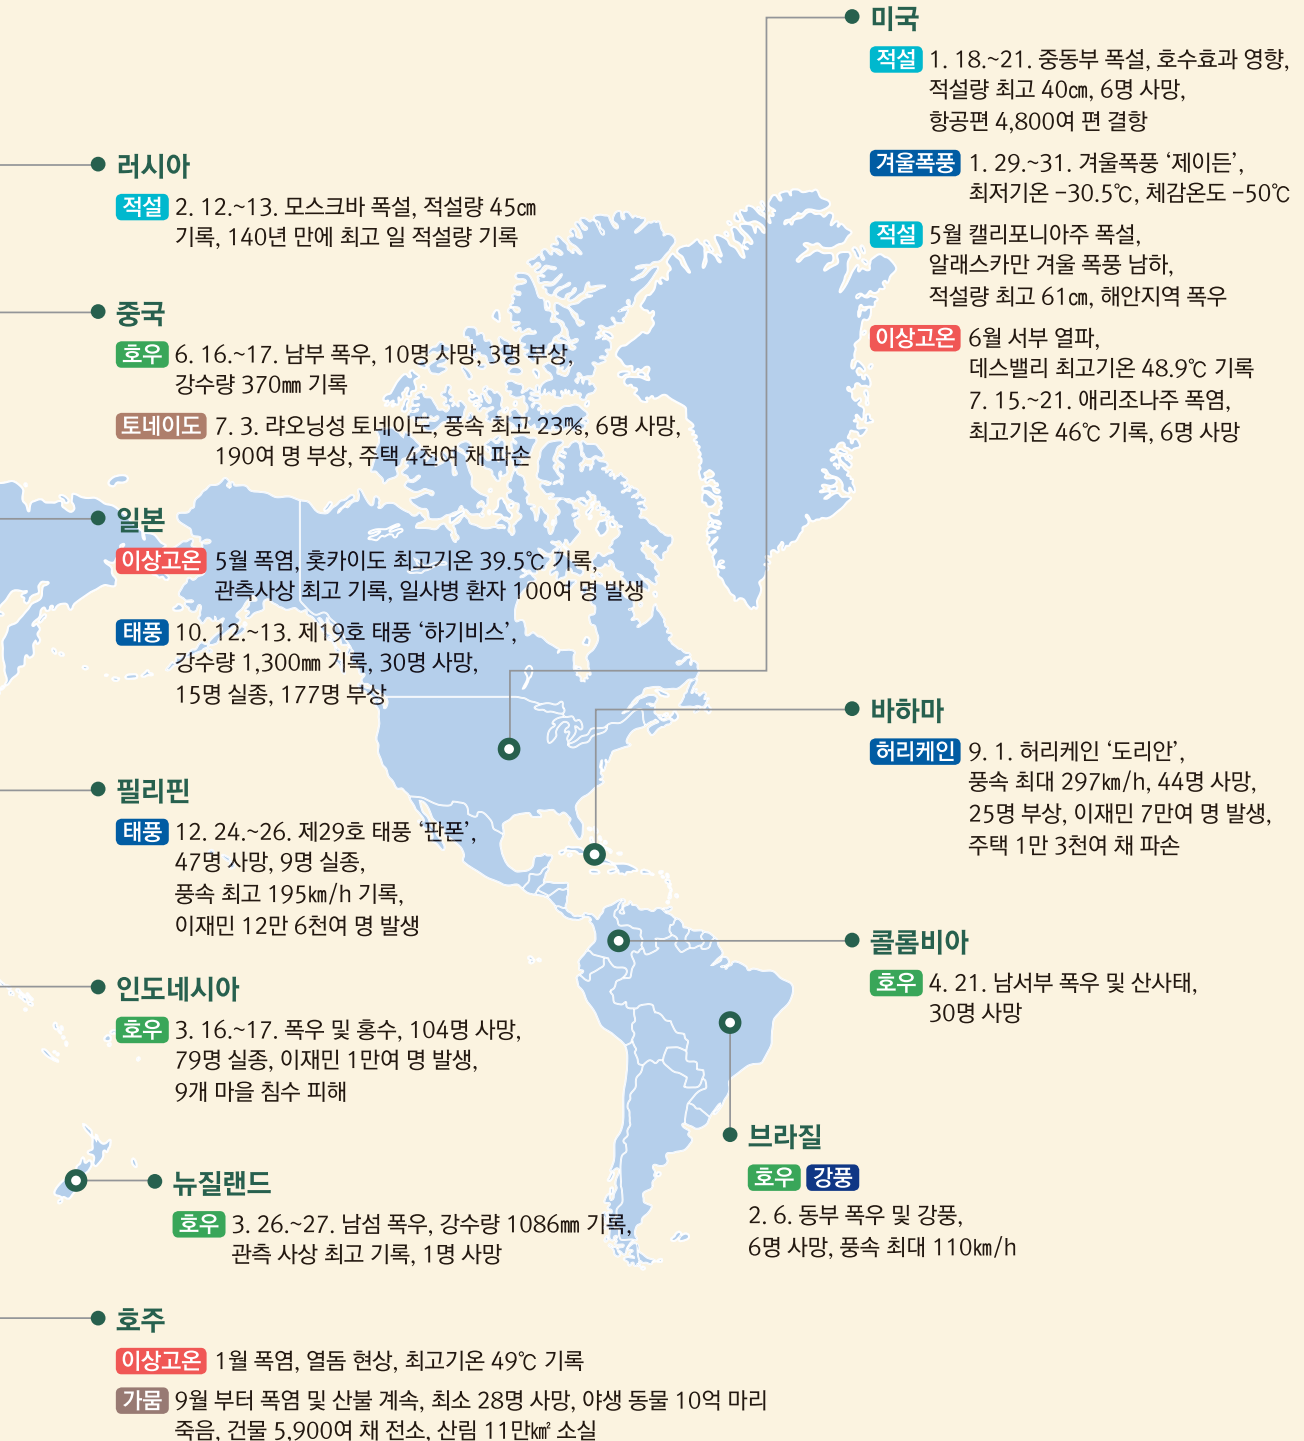 미국
적설 1. 18.~21. 중동부 폭설, 호수효과 영향,
적설량 최고 40㎝, 6명 사망,
항공편 4,800여 편 결항
겨울폭풍 1. 29.~31. 겨울폭풍 ‘제이든’,
최저기온 −30.5℃, 체감온도 −50℃
적설 5월 캘리포니아주 폭설,
알래스카만 겨울 폭풍 남하,
적설량 최고 61㎝, 해안지역 폭우
이상고온 6월 서부 열파,
데스밸리 최고기온 48.9℃ 기록
7. 15.~21. 애리조나주 폭염,
최고기온 46℃ 기록, 6명 사망
러시아
적설 2. 12.~13. 모스크바 폭설, 적설량 45㎝
기록, 140년 만에 최고 일 적설량 기록
중국
호우 6. 16.~17. 남부 폭우, 10명 사망, 3명 부상,
강수량 370㎜ 기록
토네이도 7. 3. 랴오닝성 토네이도, 풍속 최고 23㎧, 6명 사망,
190여 명 부상, 주택 4천여 채 파손
일본
이상고온 5월 폭염, 홋카이도 최고기온 39.5℃ 기록,
관측사상 최고 기록, 일사병 환자 100여 명 발생
태풍 10. 12.~13. 제19호 태풍 ‘하기비스’,
강수량 1,300㎜ 기록, 30명 사망,
15명 실종, 177명 부상
바하마
허리케인 9. 1. 허리케인 ‘도리안’,
풍속 최대 297㎞/h, 44명 사망,
25명 부상, 이재민 7만여 명 발생,
주택 1만 3천여 채 파손
필리핀
태풍 12. 24.~26. 제29호 태풍 ‘판폰’,
47명 사망, 9명 실종,
풍속 최고 195㎞/h 기록,
이재민 12만 6천여 명 발생
콜롬비아
호우 4. 21. 남서부 폭우 및 산사태,
30명 사망
인도네시아
호우 3. 16.~17. 폭우 및 홍수, 104명 사망,
79명 실종, 이재민 1만여 명 발생,
9개 마을 침수 피해
브라질
호우 강풍
2. 6. 동부 폭우 및 강풍,
6명 사망, 풍속 최대 110㎞/h
뉴질랜드
호우 3. 26.~27. 남섬 폭우, 강수량 1086㎜ 기록,
관측 사상 최고 기록, 1명 사망
호주
이상고온 1월 폭염, 열돔 현상, 최고기온 49℃ 기록
가뭄 9월 부터 폭염 및 산불 계속, 최소 28명 사망, 야생 동물 10억 마리
죽음, 건물 5,900여 채 전소, 산림 11만㎢ 소실